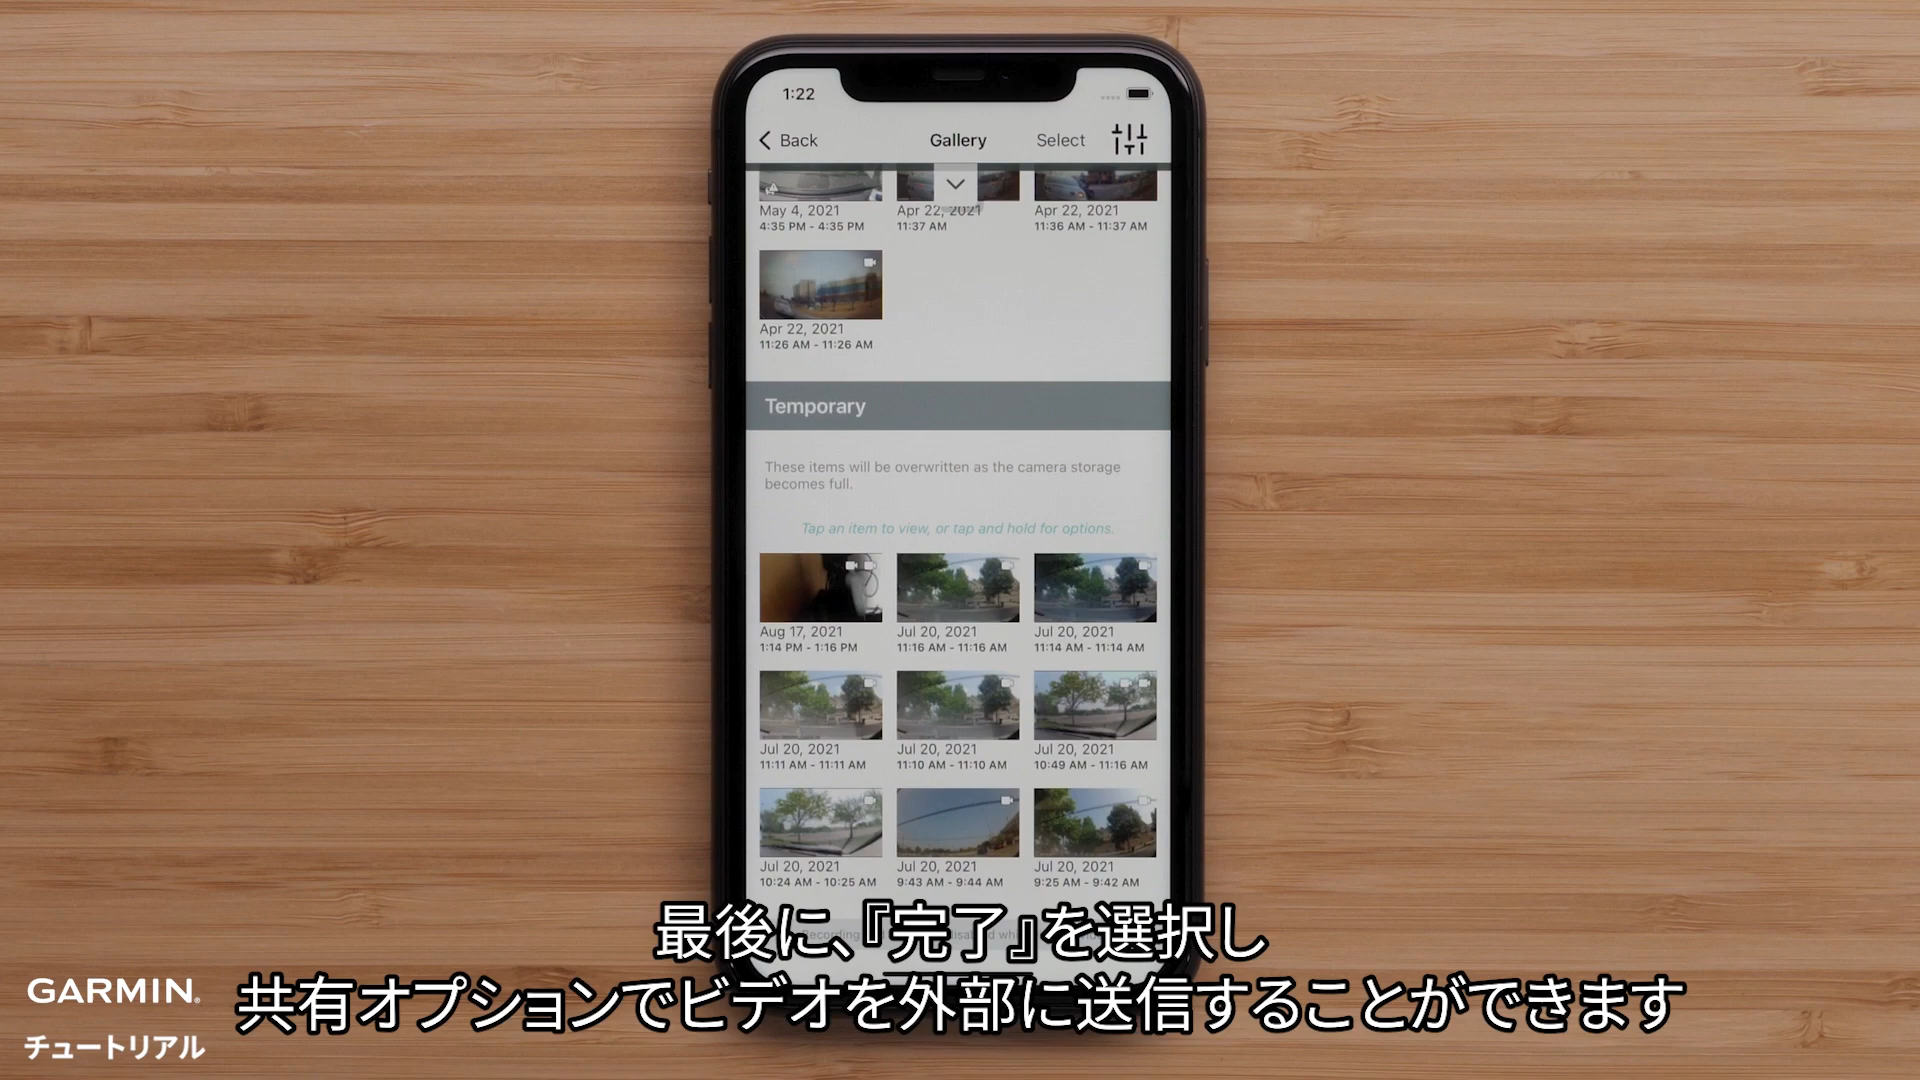 1:22
Back
Gallery
Select
May 4, 2021
4:35 PM - 4:35 PM
Apr 22, 2021
11:37 AM
Apr 22, 2021
11:36 AM - 11:37 AM
Apr 22, 2021
11:26 AM - 11:26 AM
Temporary
These items will be overwritten as the camera storage
becomes full.
Tap an item to view, or tap and hold for options.
Aug 17, 2021
1:14 PM - 1:16 PM
Jul 20, 2021
11:16 AM - 11:16 AM
Jul 20, 2021
11:14 AM - 11:14 AM
Jul 20, 2021
11:11 AM - 11:11 AM
Jul 20, 2021
11:10 AM - 11:10 AM
Jul 20, 2021
10:49 AM - 11:16 AM
Jul 20, 2021
10:24 AM - 10:25 AM
Jul 20, 2021
9:43 AM - 9:44 AM
Jul 20, 2021
9:25 AM - 9:42 AM
Recording
最後に、『完了』を選択し
共有オプションでビデオを外部に送信することができます
GARMIN
チュートリアル